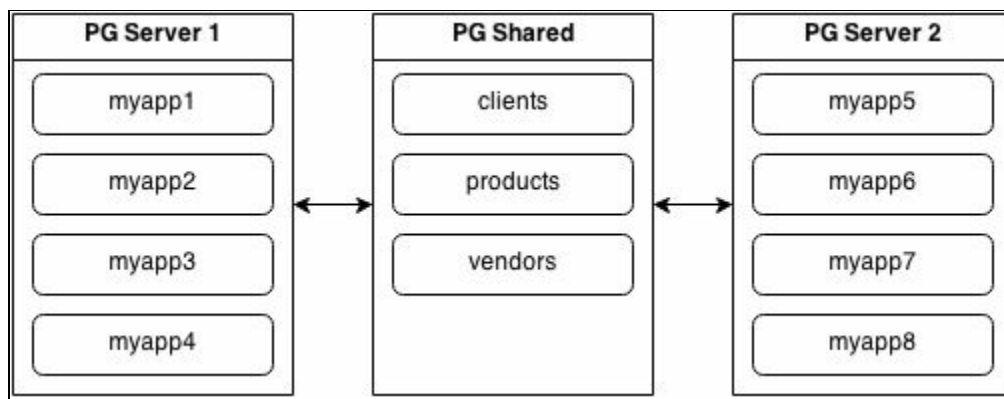 PG Server 1
myapp1
myapp2
myapp3
myapp4
PG Shared
clients
products
vendors
PG Server 2
myapp5
myapp6
myapp7
myapp8